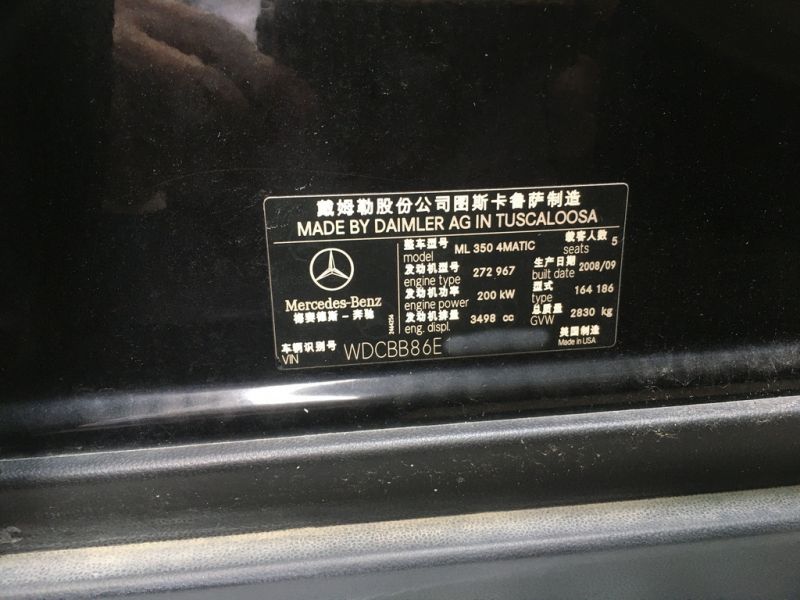 戴姆勒股份公司图斯卡鲁萨制造
MADE BY DAIMLER AG IN TUSCALOOSA
Mercedes-Benz
梅赛德斯 - 奔驰
整车型号 ML 350 4MATIC 载客人数 5
model seats
发动机型号 272 967 生产日期 2008/09
engine type built date
发动机功率 200 kW 型式 164 186
engine power type
发动机排量 3498 cc 总质量 2830 kg
eng. displ. GVW
车辆识别号 WDCBB86E
VIN
美国制造
Made in USA